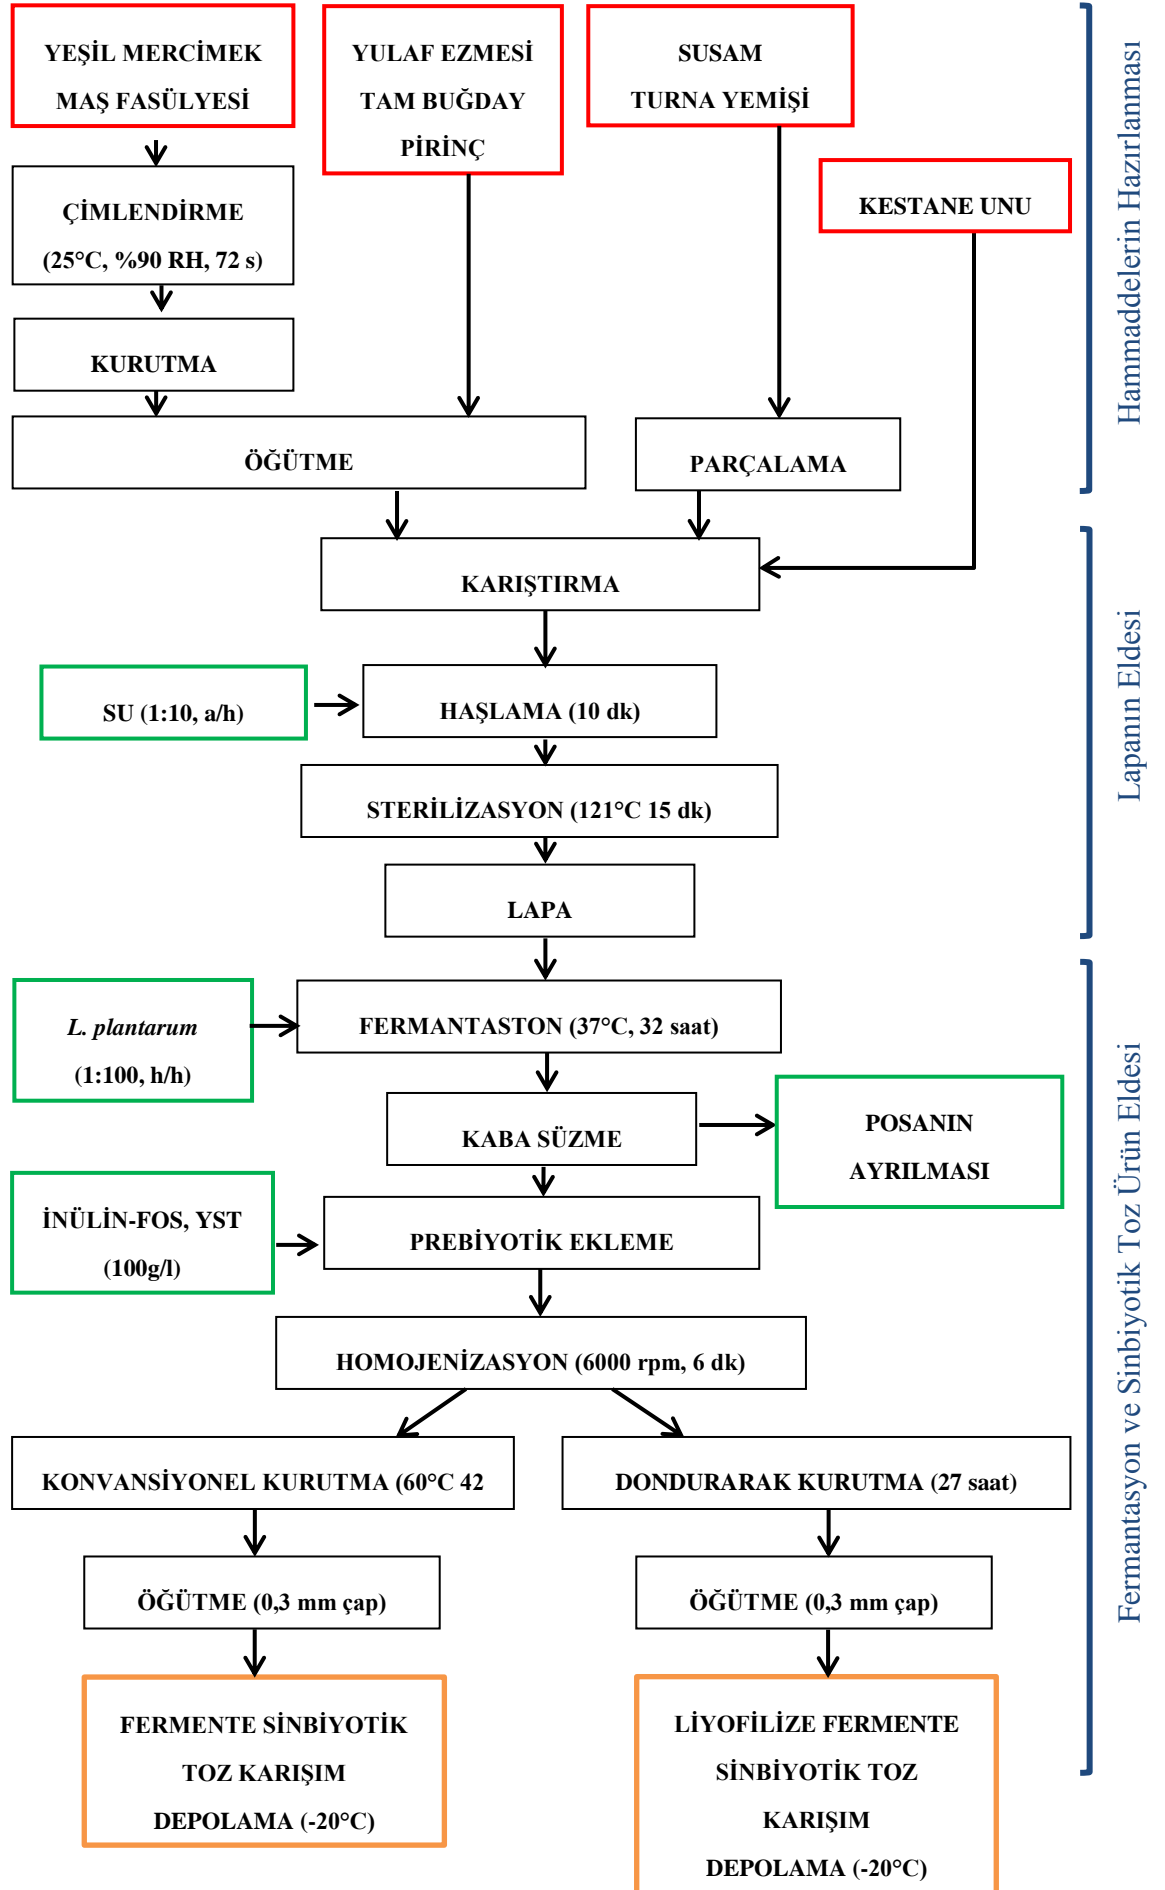 YEŞİL MERCİMEK
MAŞ FASÜLYESİ
YULAF EZMESİ
TAM BUĞDAY
PİRİNÇ
SUSAM
TURNA YEMİŞİ
KESTANE UNU
ÇİMLENDİRME
(25°C, %90 RH, 72 s)
KURUTMA
ÖĞÜTME
PARÇALAMA
Hammaddelerin Hazırlanması
KARIŞTIRMA
SU (1:10, a/h)
HAŞLAMA (10 dk)
STERİLİZASYON (121°C 15 dk)
LAPA
Lapanın Eldesi
L. plantarum
(1:100, h/h)
FERMANTASTON (37°C, 32 saat)
KABA SÜZME
POSANIN
AYRILMASI
İNÜLİN-FOS, YST
(100g/l)
PREBİYOTİK EKLEME
HOMOJENİZASYON (6000 rpm, 6 dk)
KONVANSİYONEL KURUTMA (60°C 42
DONDURARAK KURUTMA (27 saat)
ÖĞÜTME (0,3 mm çap)
ÖĞÜTME (0,3 mm çap)
FERMENTE SİNBİYOTİK
TOZ KARIŞIM
DEPOLAMA (-20°C)
LİYOFİLİZE FERMENTE
SİNBİYOTİK TOZ
KARIŞIM
DEPOLAMA (-20°C)
Fermantasyon ve Sinbiyotik Toz Ürün Eldesi